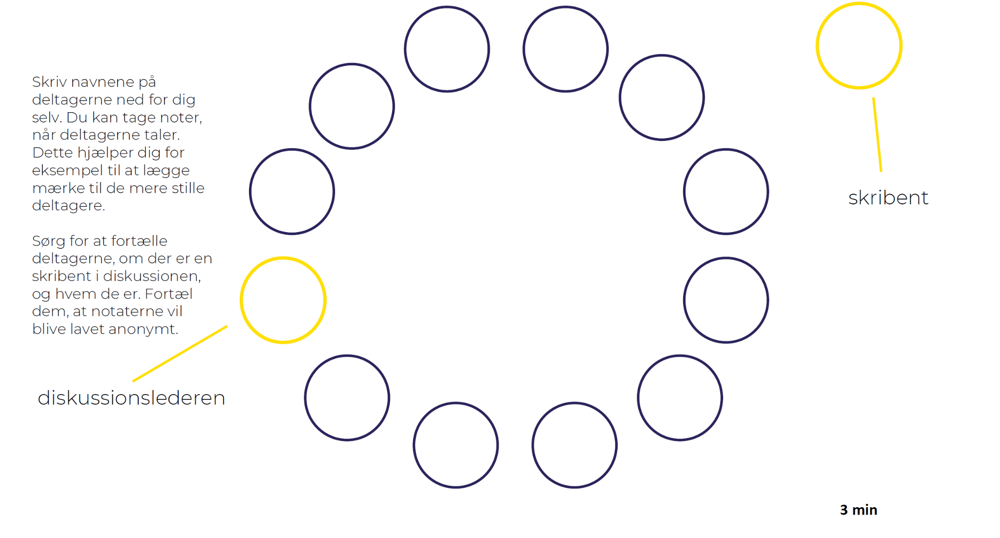 Skriv navnene på
deltagerne ned for dig
selv. Du kan tage noter,
når deltagerne taler.
Dette hjælper dig for
eksempel til at lægge
mærke til de mere stille
deltagere.
Sørg for at fortælle
deltagerne, om der er en
skribent i diskussionen,
og hvem de er. Fortæl
dem, at notaterne vil
blive lavet anonymt.
diskussionslederen
skribent
3 min